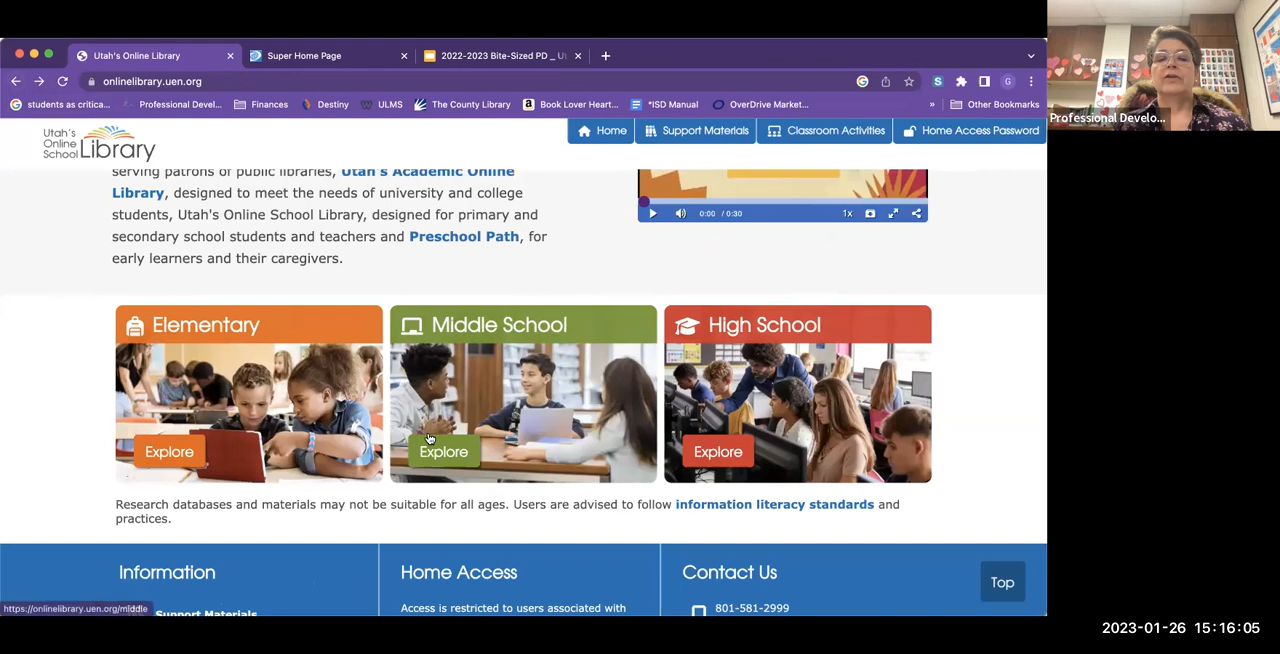 Utah's Online Library
Super Home Page
2022-2023 Bite-Sized PD _ U
onlinelibrary.uen.org
G
students as critica...
Professional Devel...
Finances
Destiny
ULMS
The County Library
Book Lover Heart...
*ISD Manual
OverDrive Market...
»
Other Bookmarks
Professional Develo...
Utah's
Online
School
Library
Home
Support Materials
Classroom Activities
Home Access Password
serving patrons of public libraries, Utah's Academic Online
Library, designed to meet the needs of university and college
students, Utah's Online School Library, designed for primary and
secondary school students and teachers and Preschool Path, for
early learners and their caregivers.
0:00 / 0:30
1x
Elementary
Middle School
High School
Explore
Explore
Explore
Research databases and materials may not be suitable for all ages. Users are advised to follow information literacy standards and
practices.
Information
Home Access
Contact Us
Top
Support Materials
Access is restricted to users associated with
801-581-2999
https://onlinelibrary.uen.org/middle
2023-01-26 15:16:05